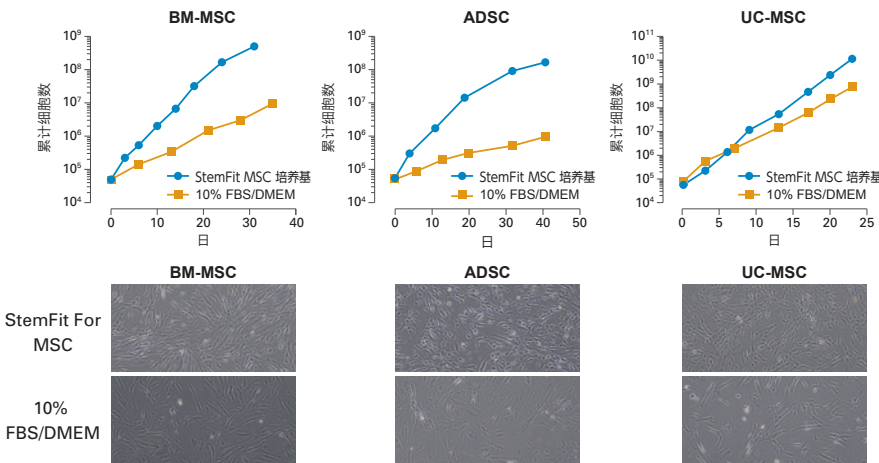 BM-MSC
10⁹
10⁸
10⁷
10⁶
10⁵
10⁴
累计细胞数
StemFit MSC 培养基
10% FBS/DMEM
0 10 20 30 40
日
ADSC
10⁹
10⁸
10⁷
10⁶
10⁵
10⁴
累计细胞数
StemFit MSC 培养基
10% FBS/DMEM
0 10 20 30 40 50
日
UC-MSC
10¹¹
10¹⁰
10⁹
10⁸
10⁷
10⁶
10⁵
10⁴
累计细胞数
StemFit MSC 培养基
10% FBS/DMEM
0 5 10 15 20 25
日
BM-MSC ADSC UC-MSC
StemFit For
MSC
10%
FBS/DMEM